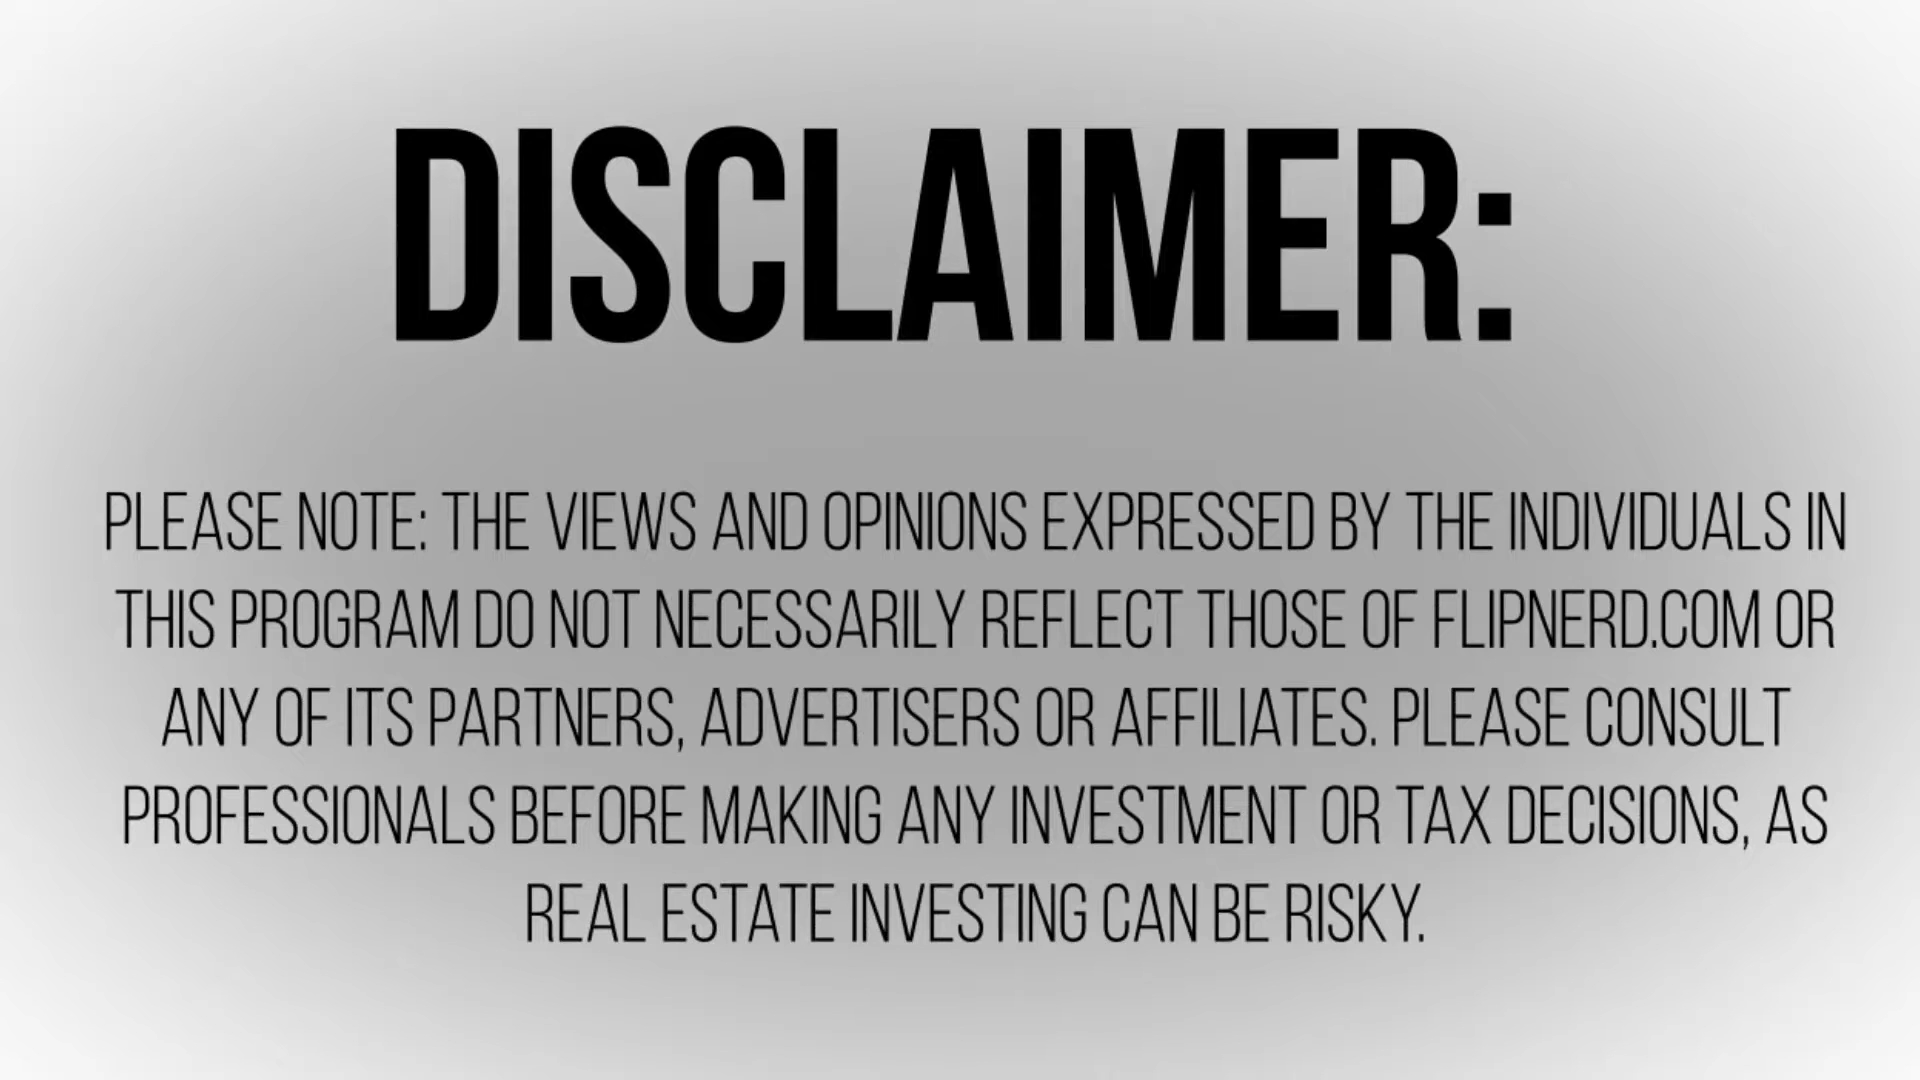 DISCLAIMER:
PLEASE NOTE: THE VIEWS AND OPINIONS EXPRESSED BY THE INDIVIDUALS IN
THIS PROGRAM DO NOT NECESSARILY REFLECT THOSE OF FLIPNERD.COM OR
ANY OF ITS PARTNERS, ADVERTISERS OR AFFILIATES. PLEASE CONSULT
PROFESSIONALS BEFORE MAKING ANY INVESTMENT OR TAX DECISIONS, AS
REAL ESTATE INVESTING CAN BE RISKY.